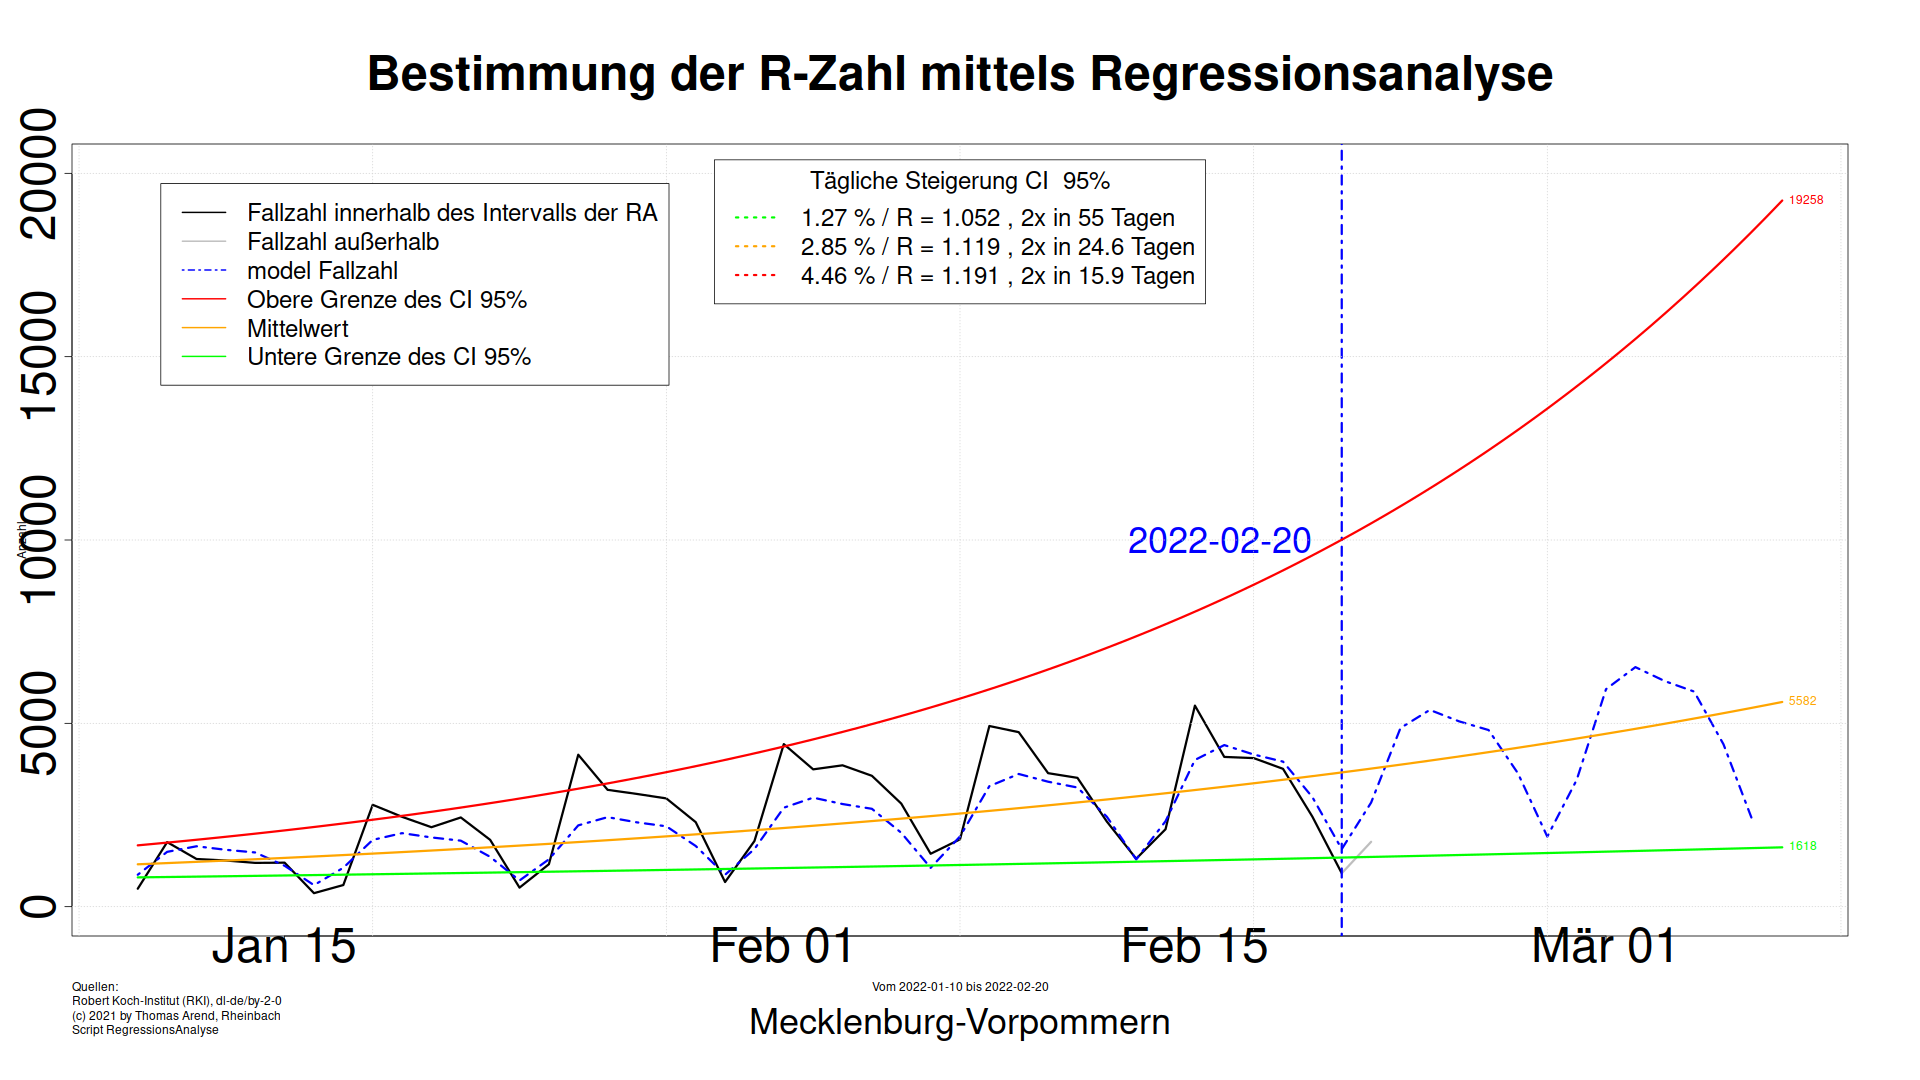 Bestimmung der R-Zahl mittels Regressionsanalyse
Anzahl
20000
15000
10000
5000
0
Fallzahl innerhalb des Intervalls der RA
Fallzahl außerhalb
model Fallzahl
Obere Grenze des CI 95%
Mittelwert
Untere Grenze des CI 95%
Tägliche Steigerung CI  95%
1.27 % / R = 1.052 , 2x in 55 Tagen
2.85 % / R = 1.119 , 2x in 24.6 Tagen
4.46 % / R = 1.191 , 2x in 15.9 Tagen
19258
2022-02-20
5582
1618
Jan 15
Feb 01
Feb 15
Mär 01
Quellen:
Robert Koch-Institut (RKI), dl-de/by-2-0
(c) 2021 by Thomas Arend, Rheinbach
Script RegressionsAnalyse
Vom 2022-01-10 bis 2022-02-20
Mecklenburg-Vorpommern